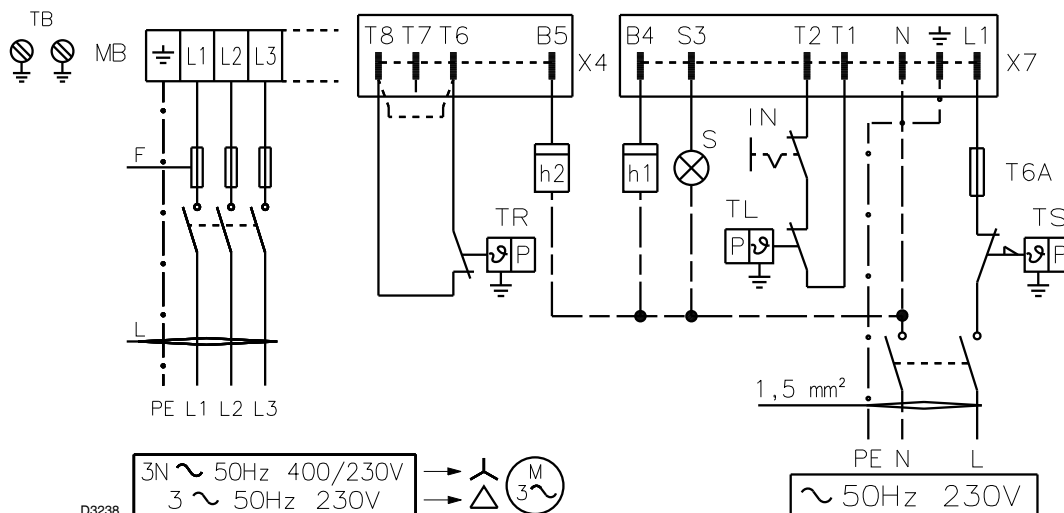 TB
MB
L1 L2 L3
T8 T7 T6 B5
X4
B4 S3 T2 T1 N L1
X7
IN
F
h2
h1
S
T6A
TR
ϑ P
TL
P ϑ
TS
ϑ P
L
1,5 mm²
PE L1 L2 L3
PE N L
3N ~ 50Hz 400/230V
3 ~ 50Hz 230V
M
3~
~ 50Hz 230V
D3238